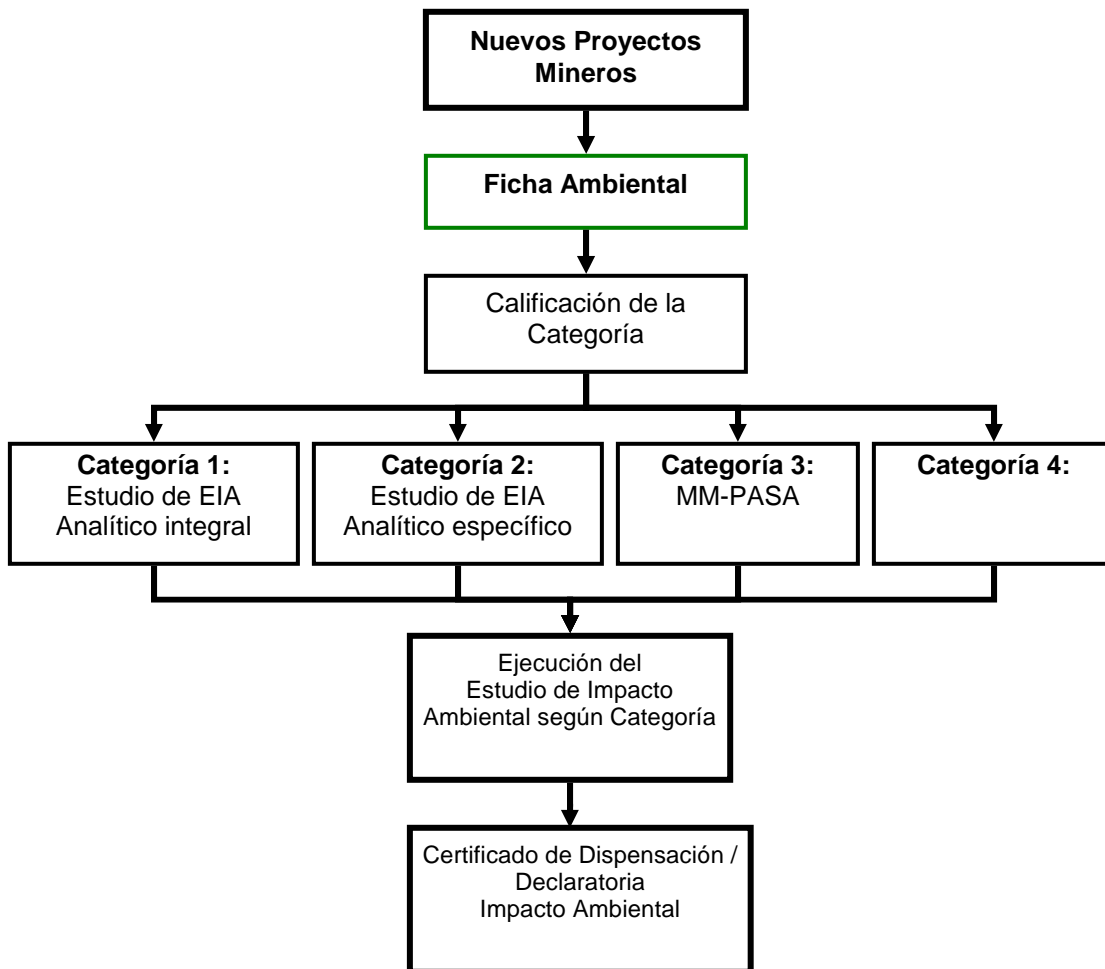 Nuevos Proyectos
Mineros
Ficha Ambiental
Calificación de la
Categoría
Categoría 1:
Estudio de EIA
Analítico integral
Categoría 2:
Estudio de EIA
Analítico específico
Categoría 3:
MM-PASA
Categoría 4:
Ejecución del
Estudio de Impacto
Ambiental según Categoría
Certificado de Dispensación /
Declaratoria
Impacto Ambiental